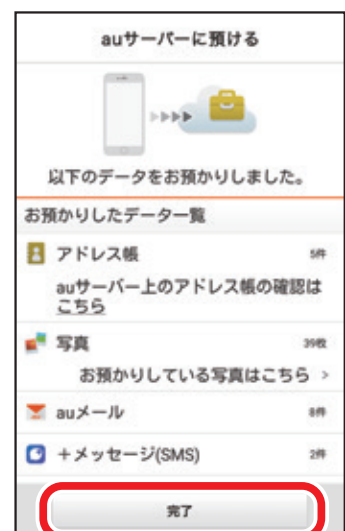 auサーバーに預ける
以下のデータをお預かりしました。
お預かりしたデータ一覧
アドレス帳 5件
auサーバー上のアドレス帳の確認は
こちら
写真 39枚
お預かりしている写真はこちら >
auメール 8件
+メッセージ(SMS) 2件
完了